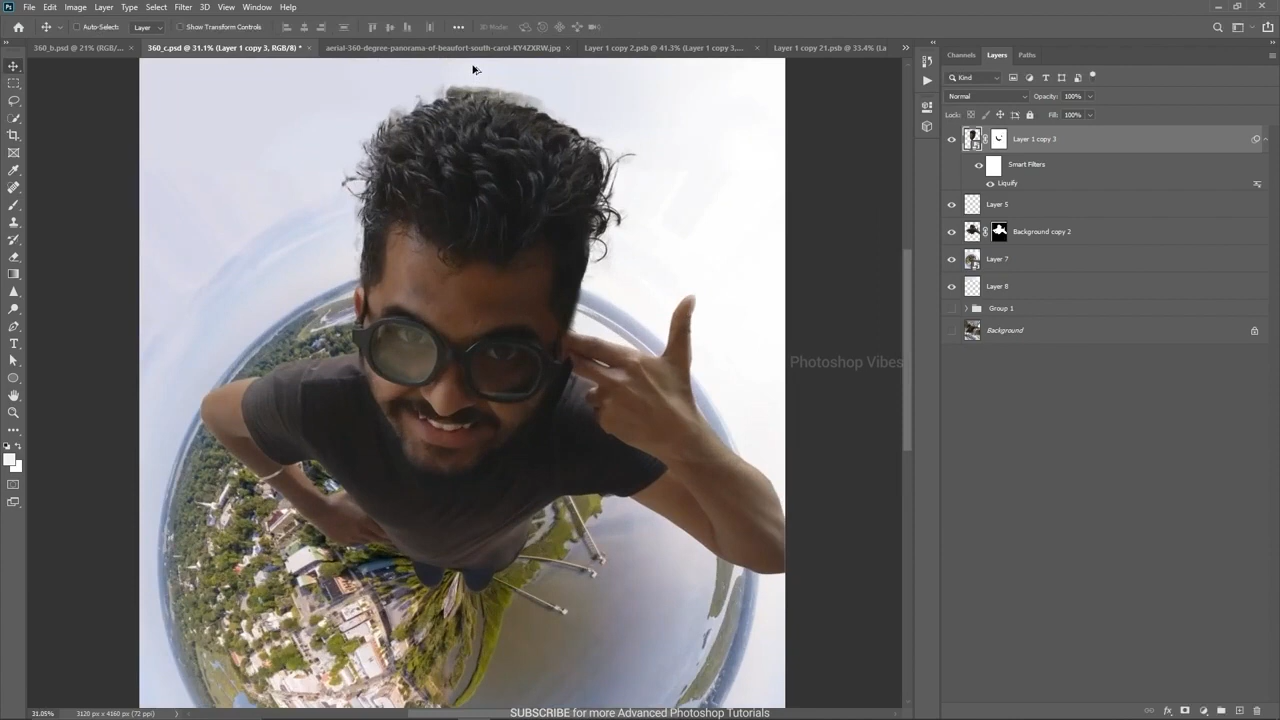 File Edit Image Layer Type Select Filter 3D View Window Help
Auto-Select: Layer Show Transform Controls 3D Mode:
360_b.psd @ 21% (RGB/... × 360_c.psd @ 31.1% (Layer 1 copy 3, RGB/8) * × aerial-360-degree-panorama-of-beaufort-south-carol-KY4ZXRW.jpg × Layer 1 copy 2.psb @ 41.3% (Layer 1 copy 3,... × Layer 1 copy 21.psb @ 33.4% (La
Channels Layers Paths
Kind
Normal Opacity: 100%
Lock: Fill: 100%
Layer 1 copy 3
Smart Filters
Liquify
Layer 5
Background copy 2
Layer 7
Layer 8
Group 1
Background
Photoshop Vibes
31.05% 3120 px x 4160 px (72 ppi)
SUBSCRIBE for more Advanced Photoshop Tutorials